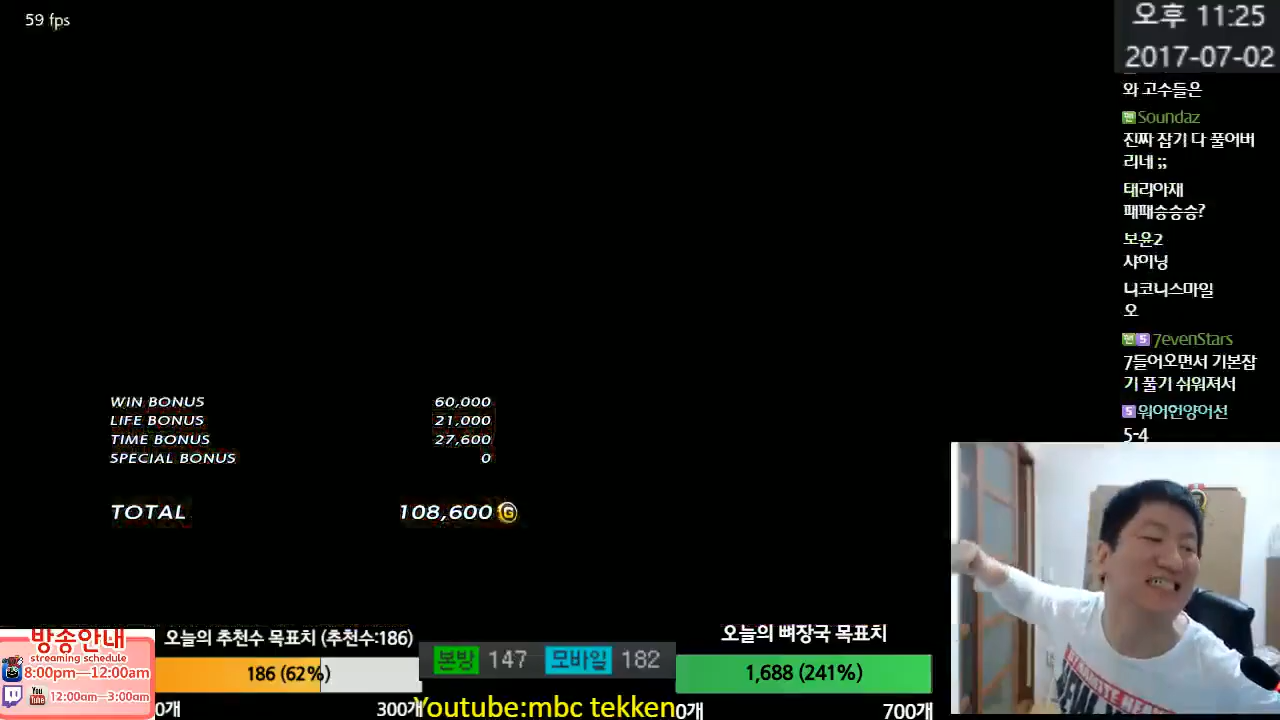 59 fps
오후 11:25
2017-07-02
와 고수들은
Soundaz
진짜 잡기 다 풀어버
리네 ;;
태리아재
패패승승승?
보윤2
샤이닝
니코니스마일
오
7evenStars
7들어오면서 기본잡
기 풀기 쉬워져서
워어언양어선
5-4
WIN BONUS 60,000
LIFE BONUS 21,000
TIME BONUS 27,600
SPECIAL BONUS 0
TOTAL 108,600 G
방송안내
streaming schedule
8:00pm—12:00am
12:00am—3:00am
오늘의 추천수 목표치 (추천수:186)
186 (62%)
0개 300개
본방 147 모바일 182
Youtube:mbc tekken
오늘의 뼈장국 목표치
1,688 (241%)
0개 700개